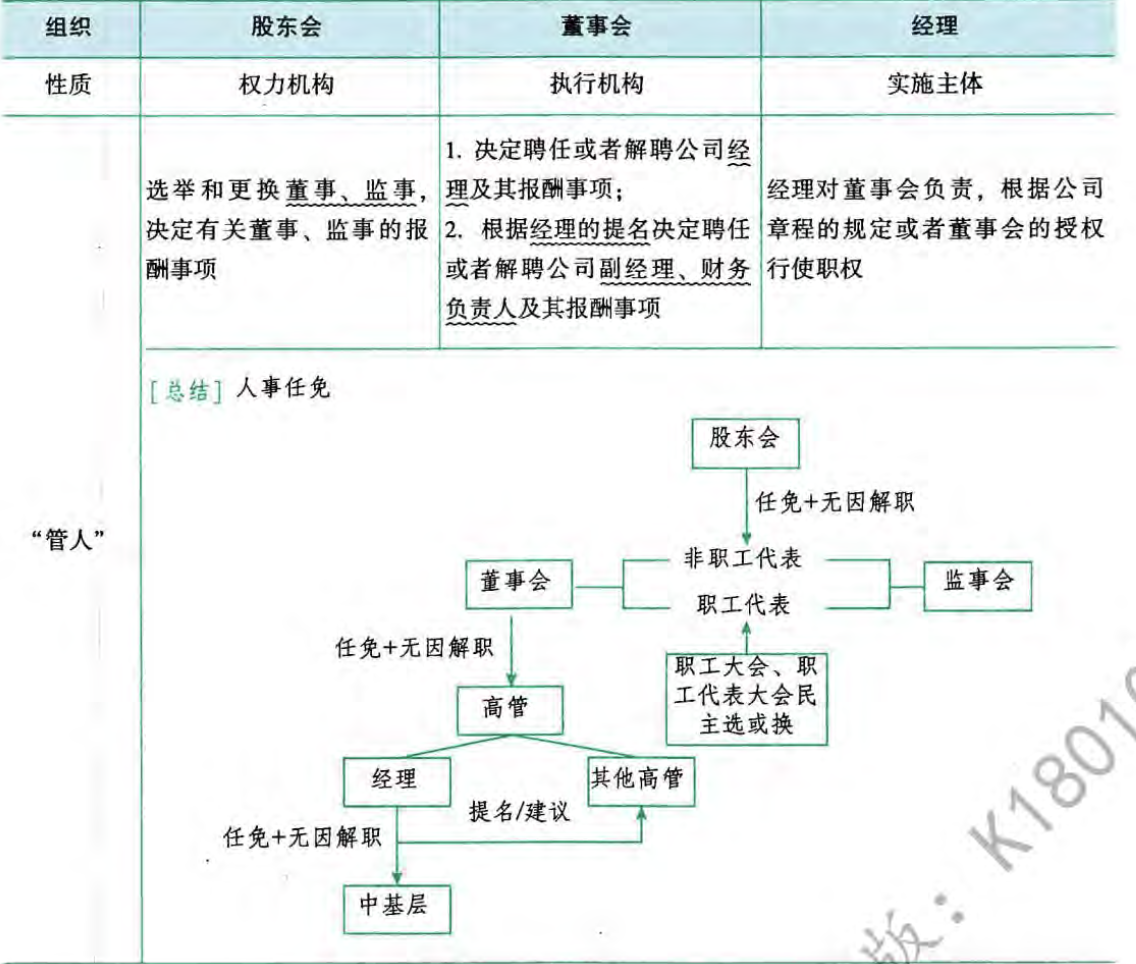 组织 股东会 董事会 经理
性质 权力机构 执行机构 实施主体
“管人”
选举和更换董事、监事，
决定有关董事、监事的报
酬事项
1. 决定聘任或者解聘公司经
理及其报酬事项；
2. 根据经理的提名决定聘任
或者解聘公司副经理、财务
负责人及其报酬事项
经理对董事会负责，根据公司
章程的规定或者董事会的授权
行使职权
[总结] 人事任免
股东会
任免+无因解职
非职工代表
董事会
监事会
职工代表
任免+无因解职
职工大会、职
工代表大会民
主选或换
高管
经理
其他高管
提名/建议
任免+无因解职
中基层
版：K1801